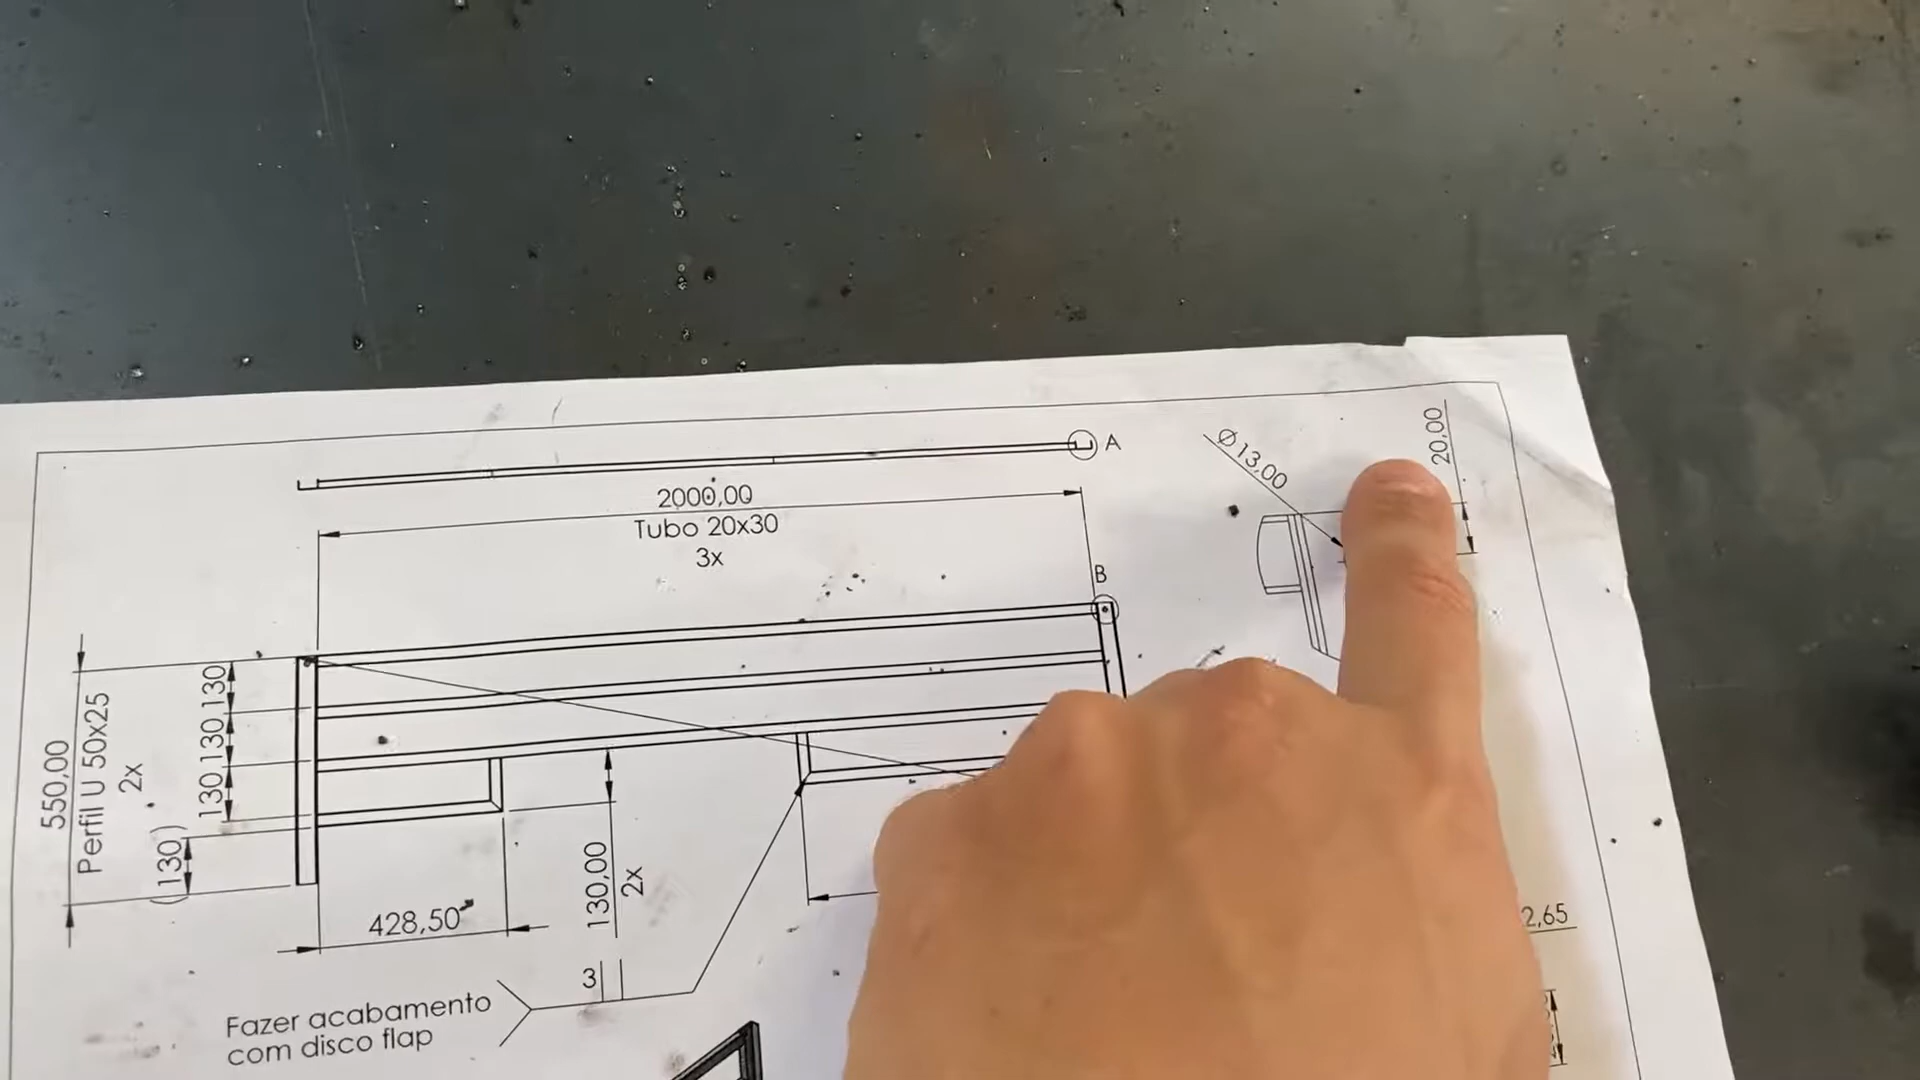 A
Ø13,00
20,00
2000,00
Tubo 20x30
3x
B
550,00
Perfil U 50x25
2x
130
130
130
(130)
428,50
130,00
2x
3
Fazer acabamento
com disco flap
2,65